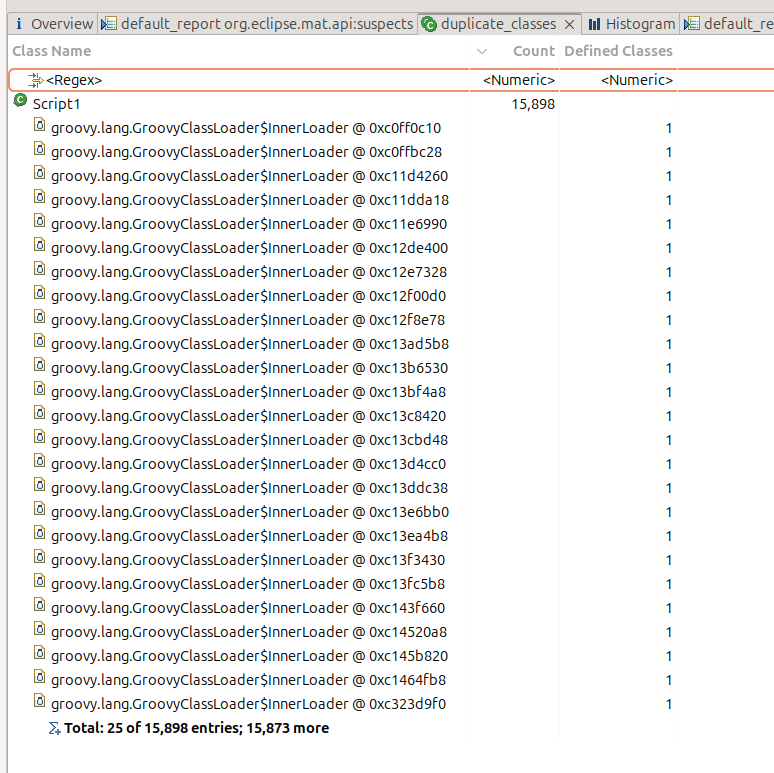 i Overview default_report org.eclipse.mat.api:suspects duplicate_classes Histogram default_re
Class Name Count Defined Classes
<Regex> <Numeric> <Numeric>
Script1 15,898
groovy.lang.GroovyClassLoader$InnerLoader @ 0xc0ff0c10 1
groovy.lang.GroovyClassLoader$InnerLoader @ 0xc0ffbc28 1
groovy.lang.GroovyClassLoader$InnerLoader @ 0xc11d4260 1
groovy.lang.GroovyClassLoader$InnerLoader @ 0xc11dda18 1
groovy.lang.GroovyClassLoader$InnerLoader @ 0xc11e6990 1
groovy.lang.GroovyClassLoader$InnerLoader @ 0xc12de400 1
groovy.lang.GroovyClassLoader$InnerLoader @ 0xc12e7328 1
groovy.lang.GroovyClassLoader$InnerLoader @ 0xc12f00d0 1
groovy.lang.GroovyClassLoader$InnerLoader @ 0xc12f8e78 1
groovy.lang.GroovyClassLoader$InnerLoader @ 0xc13ad5b8 1
groovy.lang.GroovyClassLoader$InnerLoader @ 0xc13b6530 1
groovy.lang.GroovyClassLoader$InnerLoader @ 0xc13bf4a8 1
groovy.lang.GroovyClassLoader$InnerLoader @ 0xc13c8420 1
groovy.lang.GroovyClassLoader$InnerLoader @ 0xc13cbd48 1
groovy.lang.GroovyClassLoader$InnerLoader @ 0xc13d4cc0 1
groovy.lang.GroovyClassLoader$InnerLoader @ 0xc13ddc38 1
groovy.lang.GroovyClassLoader$InnerLoader @ 0xc13e6bb0 1
groovy.lang.GroovyClassLoader$InnerLoader @ 0xc13ea4b8 1
groovy.lang.GroovyClassLoader$InnerLoader @ 0xc13f3430 1
groovy.lang.GroovyClassLoader$InnerLoader @ 0xc13fc5b8 1
groovy.lang.GroovyClassLoader$InnerLoader @ 0xc143f660 1
groovy.lang.GroovyClassLoader$InnerLoader @ 0xc14520a8 1
groovy.lang.GroovyClassLoader$InnerLoader @ 0xc145b820 1
groovy.lang.GroovyClassLoader$InnerLoader @ 0xc1464fb8 1
groovy.lang.GroovyClassLoader$InnerLoader @ 0xc323d9f0 1
Total: 25 of 15,898 entries; 15,873 more